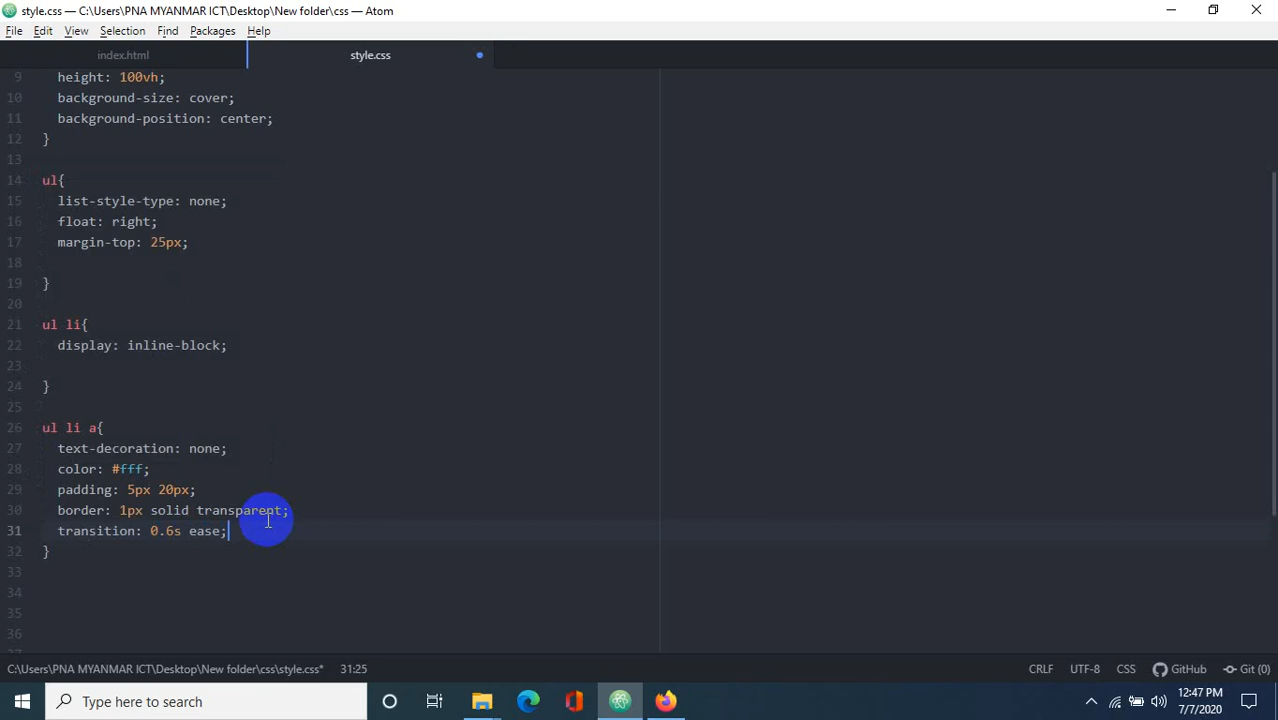 style.css — C:\Users\PNA MYANMAR ICT\Desktop\New folder\css — Atom
File Edit View Selection Find Packages Help
index.html style.css
9 height: 100vh;
10 background-size: cover;
11 background-position: center;
12 }
13
14 ul{
15 list-style-type: none;
16 float: right;
17 margin-top: 25px;
18
19 }
20
21 ul li{
22 display: inline-block;
23
24 }
25
26 ul li a{
27 text-decoration: none;
28 color: #fff;
29 padding: 5px 20px;
30 border: 1px solid transparent;
31 transition: 0.6s ease;
32 }
33
34
35
36
C:\Users\PNA MYANMAR ICT\Desktop\New folder\css\style.css* 31:25 CRLF UTF-8 CSS GitHub Git (0)
Type here to search
12:47 PM
7/7/2020